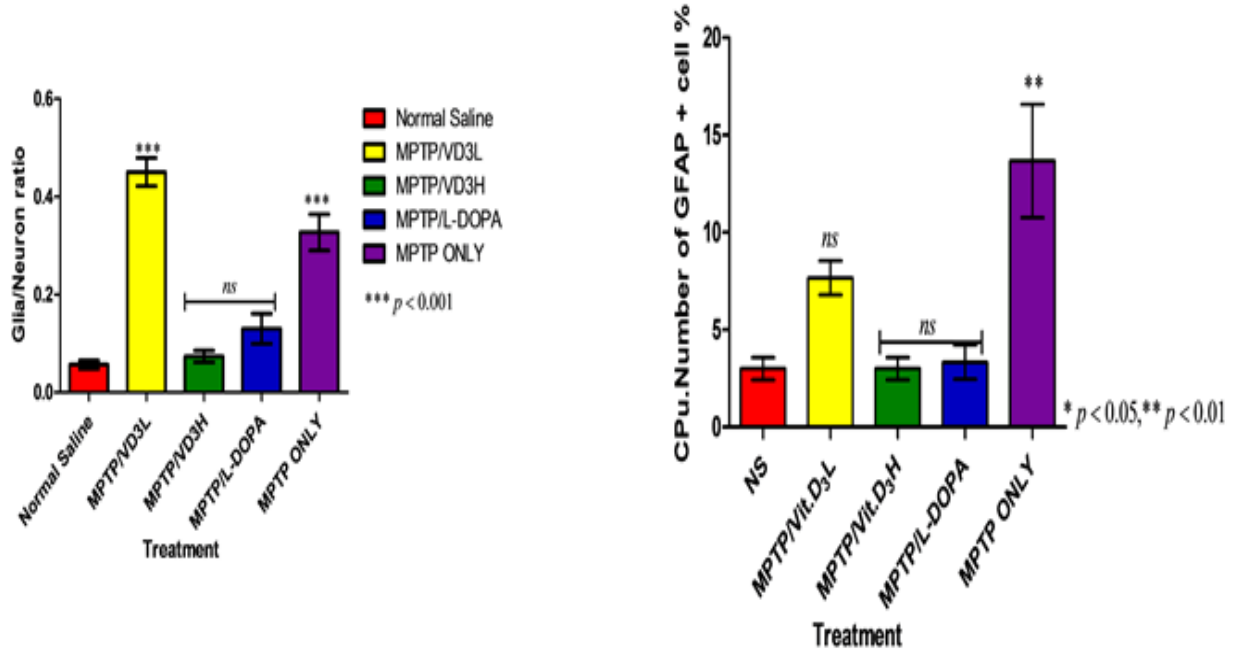 Glia/Neuron ratio
0.6
0.4
0.2
0.0
***
ns
***
Normal Saline
MPTP/VD3L
MPTP/VD3H
MPTP/L-DOPA
MPTP ONLY
Treatment
Normal Saline
MPTP/VD3L
MPTP/VD3H
MPTP/L-DOPA
MPTP ONLY
*** p < 0.001
CPu.Number of GFAP + cell %
20
15
10
5
0
ns
ns
**
NS
MPTP/Vit.D₃L
MPTP/Vit.D₃H
MPTP/L-DOPA
MPTP ONLY
Treatment
* p < 0.05,** p < 0.01